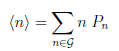 ⟨n⟩ = ∑_{n∈𝒢} n P_n